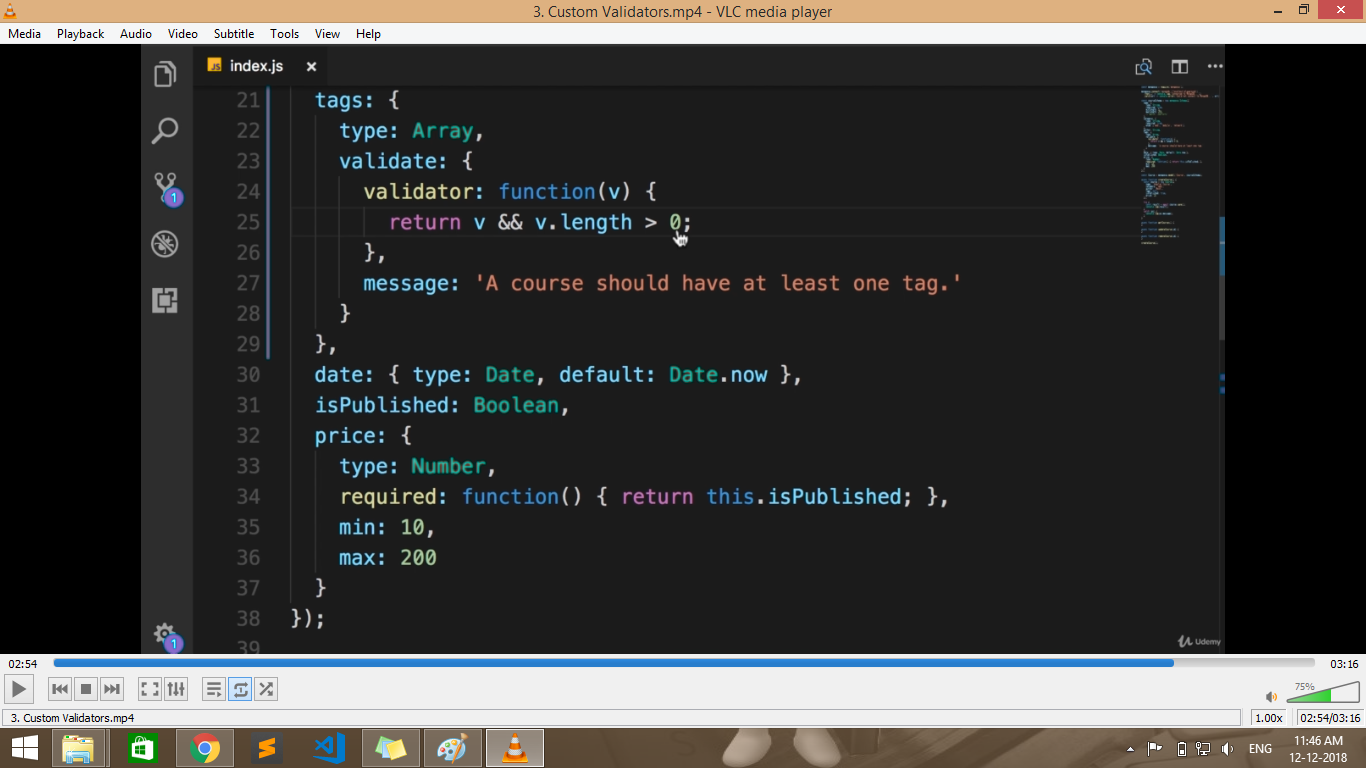 3. Custom Validators.mp4 - VLC media player
Media Playback Audio Video Subtitle Tools View Help
JS index.js
21 tags: {
22 type: Array,
23 validate: {
24 validator: function(v) {
25 return v && v.length > 0;
26 },
27 message: 'A course should have at least one tag.'
28 }
29 },
30 date: { type: Date, default: Date.now },
31 isPublished: Boolean,
32 price: {
33 type: Number,
34 required: function() { return this.isPublished; },
35 min: 10,
36 max: 200
37 }
38 });
39
1
1
Udemy
02:54 03:16
75%
3. Custom Validators.mp4 1.00x 02:54/03:16
ENG 11:46 AM
12-12-2018